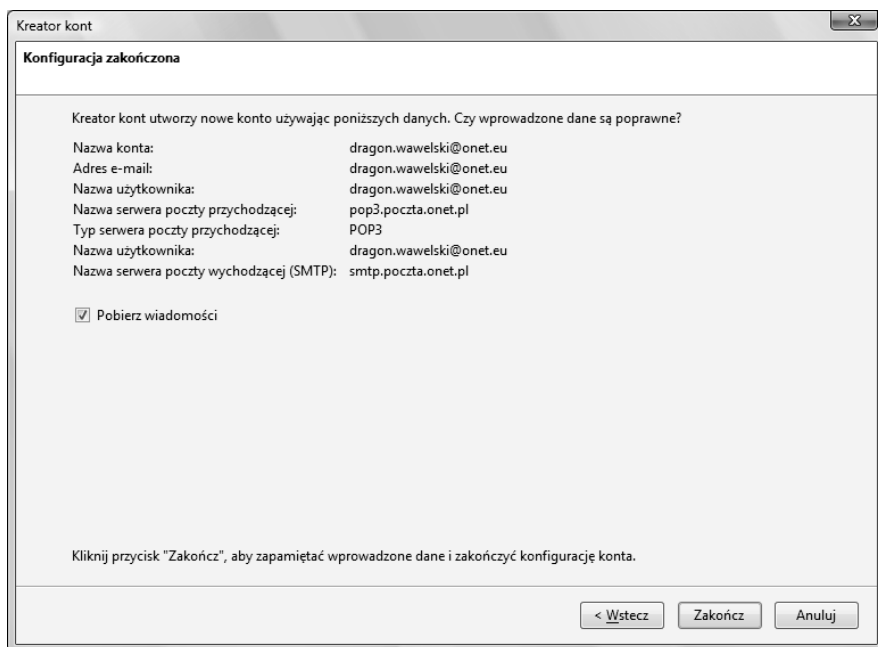 Kreator kont
Konfiguracja zakończona
Kreator kont utworzy nowe konto używając poniższych danych. Czy wprowadzone dane są poprawne?
Nazwa konta: dragon.wawelski@onet.eu
Adres e-mail: dragon.wawelski@onet.eu
Nazwa użytkownika: dragon.wawelski@onet.eu
Nazwa serwera poczty przychodzącej: pop3.poczta.onet.pl
Typ serwera poczty przychodzącej: POP3
Nazwa użytkownika: dragon.wawelski@onet.eu
Nazwa serwera poczty wychodzącej (SMTP): smtp.poczta.onet.pl
Pobierz wiadomości
Kliknij przycisk "Zakończ", aby zapamiętać wprowadzone dane i zakończyć konfigurację konta.
< Wstecz Zakończ Anuluj